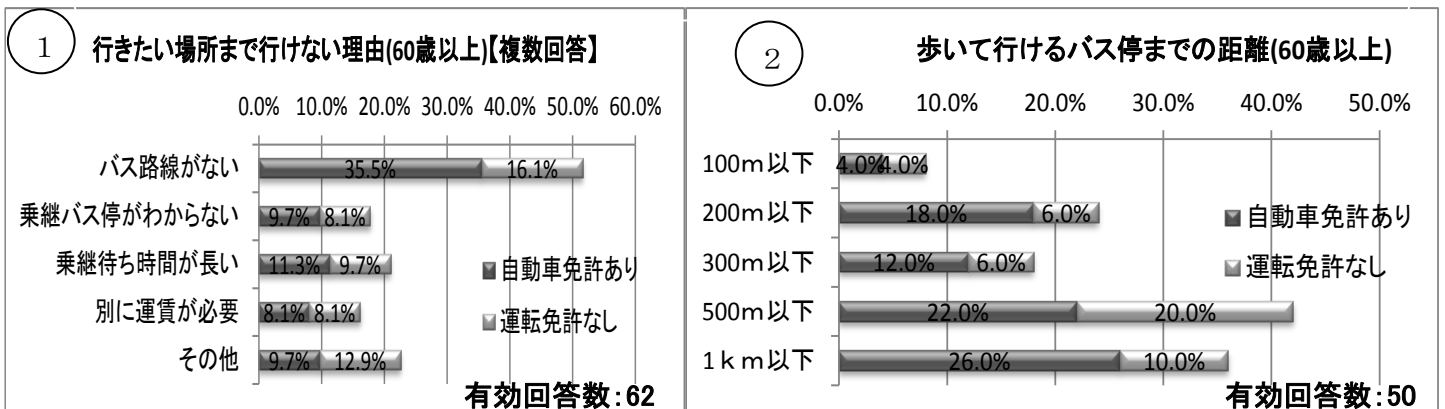 1
行きたい場所まで行けない理由(60歳以上)【複数回答】
0.0% 10.0% 20.0% 30.0% 40.0% 50.0% 60.0%
バス路線がない 35.5% 16.1%
乗継バス停がわからない 9.7% 8.1%
乗継待ち時間が長い 11.3% 9.7%
別に運賃が必要 8.1% 8.1%
その他 9.7% 12.9%
自動車免許あり
運転免許なし
有効回答数:62
2
歩いて行けるバス停までの距離(60歳以上)
0.0% 10.0% 20.0% 30.0% 40.0% 50.0%
100m以下 4.0% 4.0%
200m以下 18.0% 6.0%
300m以下 12.0% 6.0%
500m以下 22.0% 20.0%
1km以下 26.0% 10.0%
自動車免許あり
運転免許なし
有効回答数:50